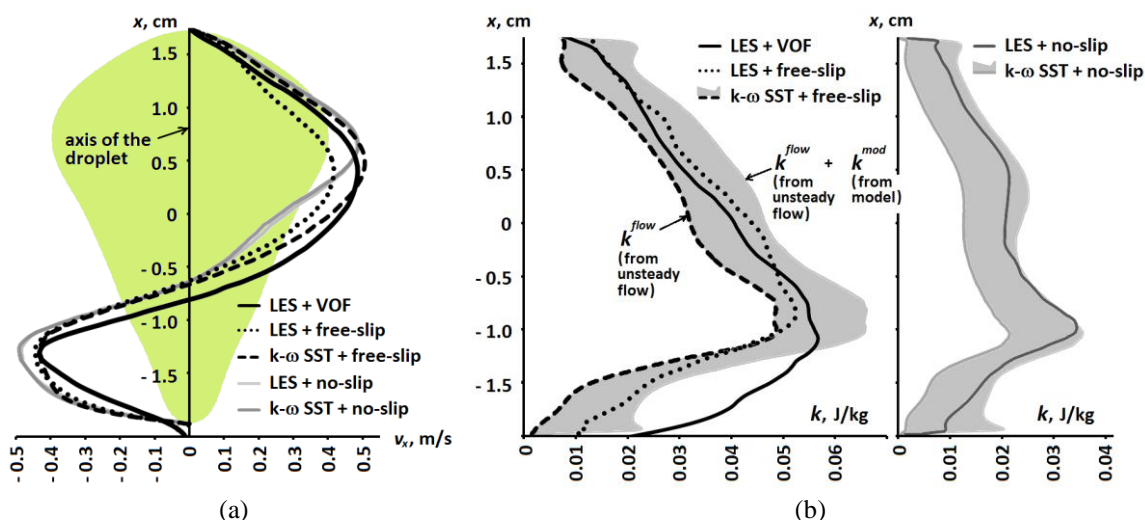 x, cm
1.5
1.0
0.5
0
- 0.5
- 1.0
- 1.5
axis of the
droplet
LES + VOF
LES + free-slip
k-ω SST + free-slip
LES + no-slip
k-ω SST + no-slip
- 0.5
- 0.4
- 0.3
- 0.2
- 0.1
0
0.1
0.2
0.3
0.4
0.5
vx, m/s
(a)
x, cm
1.5
1.0
0.5
0
- 0.5
- 1.0
- 1.5
LES + VOF
LES + free-slip
k-ω SST + free-slip
k flow + k mod
(from unsteady flow) (from model)
k flow
(from
unsteady
flow)
k, J/kg
0
0.01
0.02
0.03
0.04
0.05
0.06
LES + no-slip
k-ω SST + no-slip
k, J/kg
0
0.01
0.02
0.03
0.04
(b)